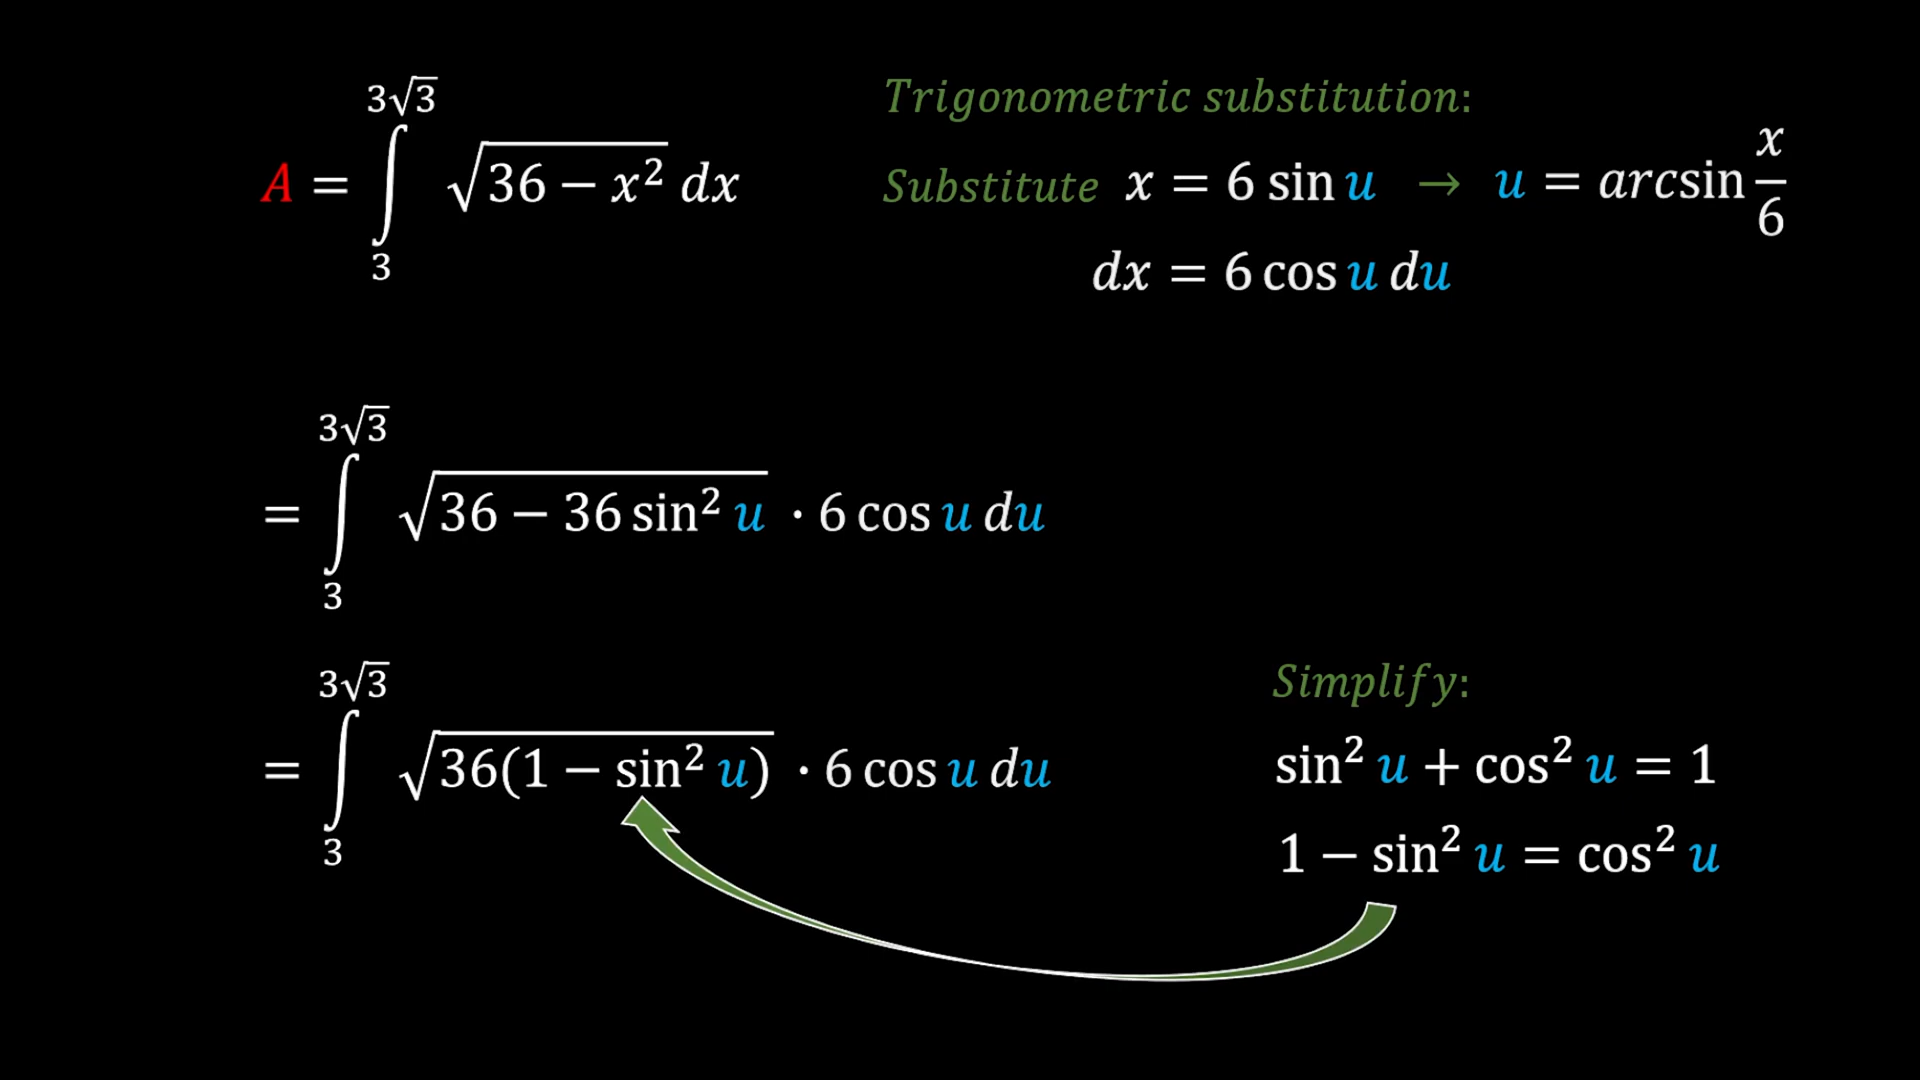 A = ∫₃^{3√3} √(36 − x²) dx
Trigonometric substitution:
Substitute x = 6 sin u → u = arcsin x/6
dx = 6 cos u du
= ∫₃^{3√3} √(36 − 36 sin² u) · 6 cos u du
= ∫₃^{3√3} √(36(1 − sin² u)) · 6 cos u du
Simplify:
sin² u + cos² u = 1
1 − sin² u = cos² u